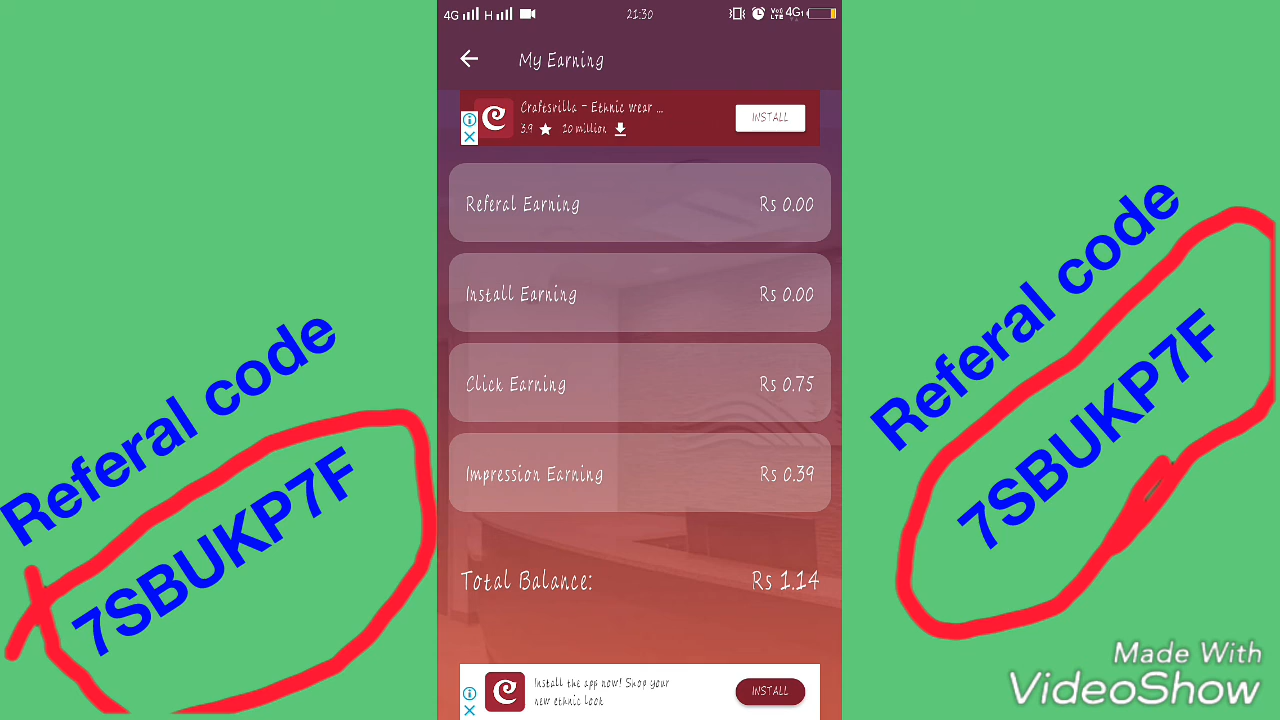 4G H 21:30 VoD LTE 4G
My Earning
Craftsvilla - Ethnic wear ...
3.9 ★ 10 million
INSTALL
Referal Earning Rs 0.00
Install Earning Rs 0.00
Click Earning Rs 0.75
Impression Earning Rs 0.39
Total Balance: Rs 1.14
Install the app now! Shop your
new ethnic look
INSTALL
Referal code
7SBUKP7F
Referal code
7SBUKP7F
Made With
VideoShow